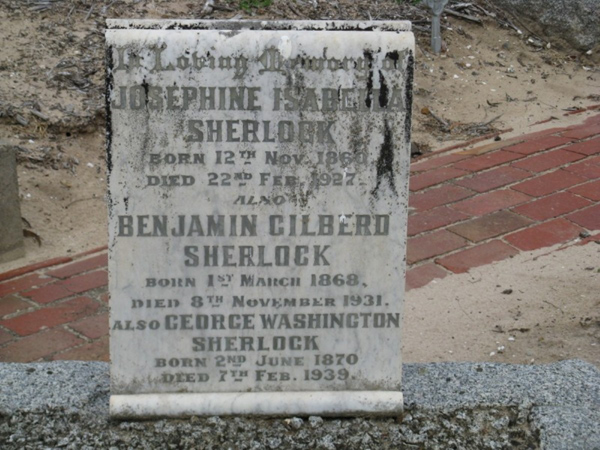 In Loving Memory of
JOSEPHINE ISABELLA
SHERLOCK
BORN 12TH NOV. 1860
DIED 22ND FEB. 1927.
ALSO
BENJAMIN GILBERD
SHERLOCK
BORN 1ST MARCH 1868.
DIED 8TH NOVEMBER 1931.
ALSO GEORGE WASHINGTON
SHERLOCK
BORN 2ND JUNE 1870
DIED 7TH FEB. 1939.